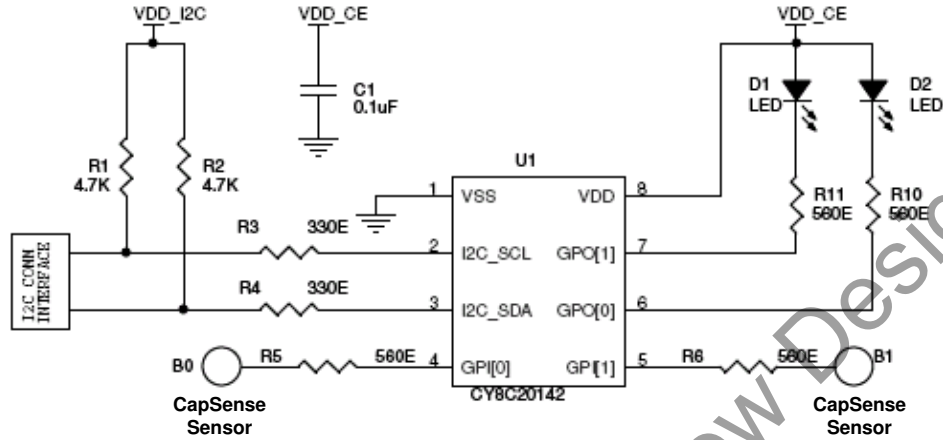 VDD_I2C
VDD_CE
VDD_CE
C1
0.1uF
D1
LED
D2
LED
R1
4.7K
R2
4.7K
U1
1
VSS
VDD
8
R11
560E
R10
560E
I2C CONN
INTERFACE
R3
330E
2
I2C_SCL
GPO[1]
7
R4
330E
3
I2C_SDA
GPO[0]
6
B0
R5
560E
4
GPI[0]
GPI[1]
5
R6
560E
B1
CY8C20142
CapSense
Sensor
CapSense
Sensor